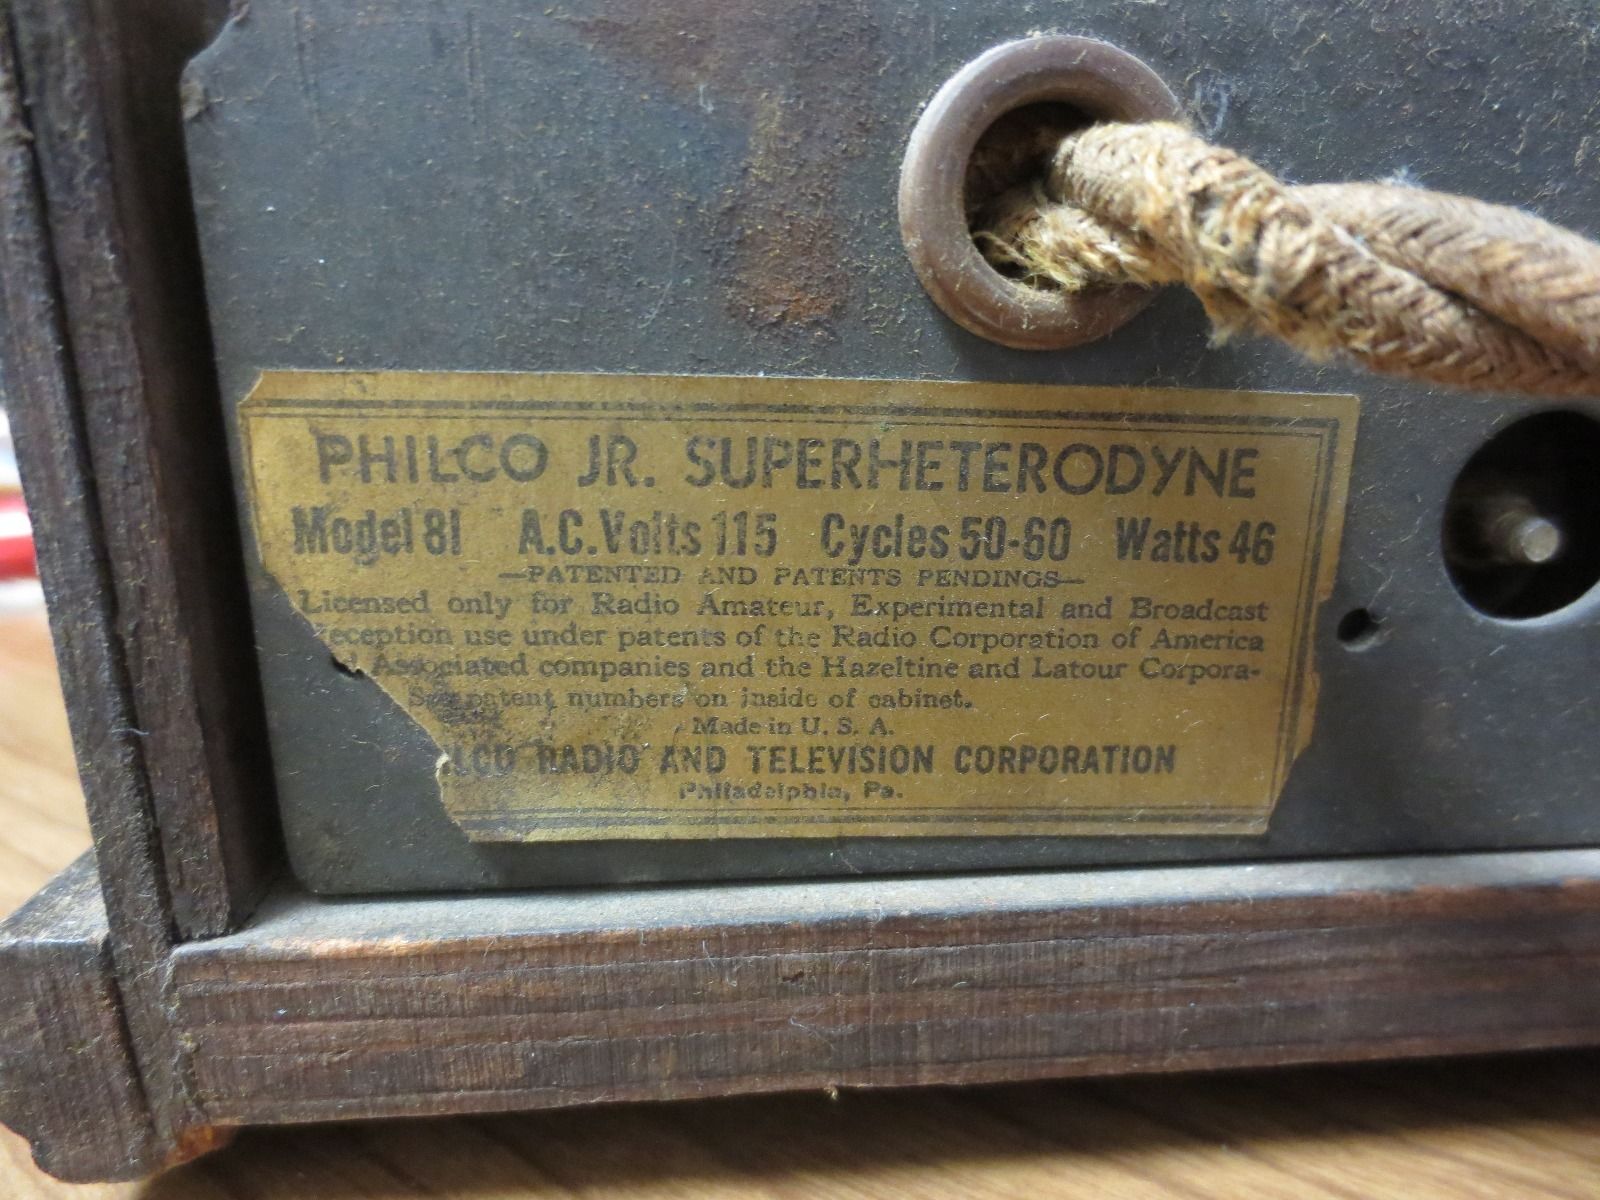 PHILCO JR. SUPERHETERODYNE
Model 81 A.C. Volts 115 Cycles 50-60 Watts 46
—PATENTED AND PATENTS PENDINGS—
Licensed only for Radio Amateur, Experimental and Broadcast
eception use under patents of the Radio Corporation of America
d Associated companies and the Hazeltine and Latour Corpora-
See patent numbers on inside of cabinet.
Made in U. S. A.
LCO RADIO AND TELEVISION CORPORATION
Philadelphia, Pa.